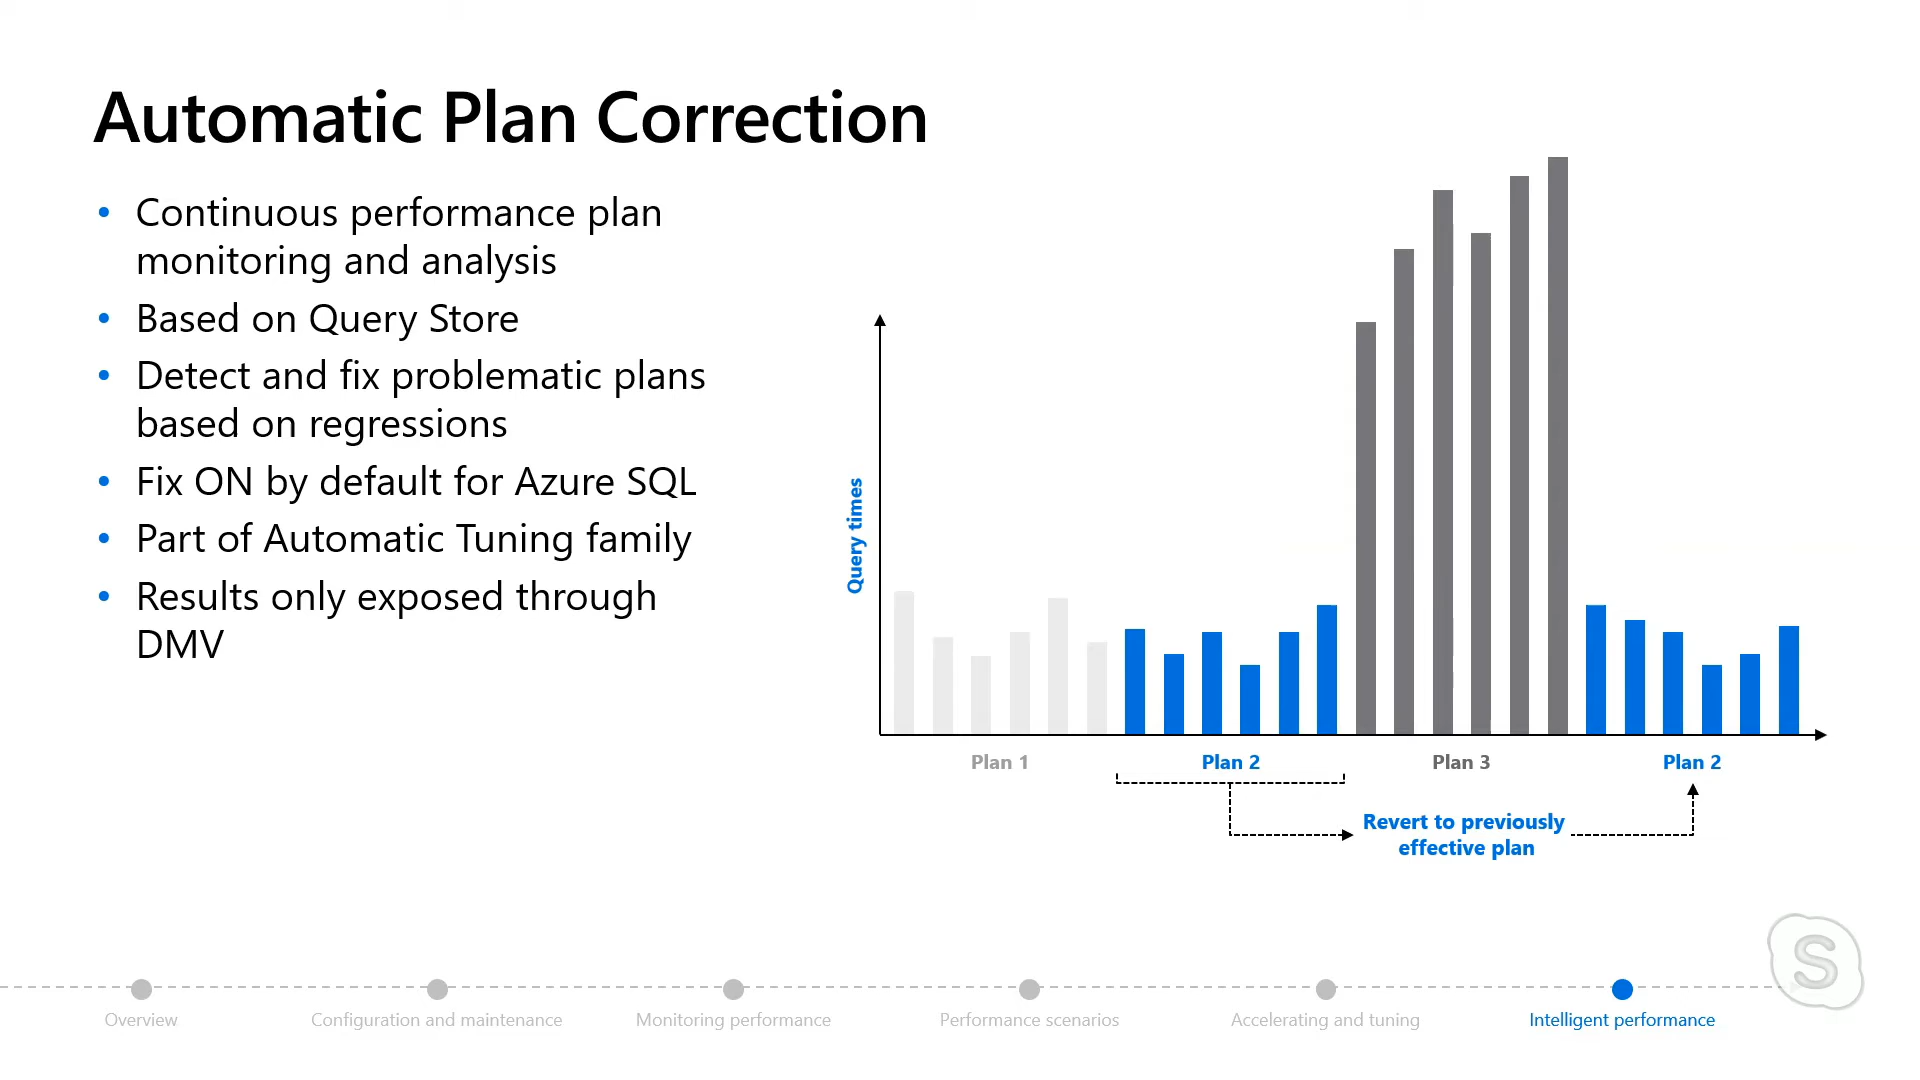 Automatic Plan Correction
• Continuous performance plan
monitoring and analysis
• Based on Query Store
• Detect and fix problematic plans
based on regressions
• Fix ON by default for Azure SQL
• Part of Automatic Tuning family
• Results only exposed through
DMV
Query times
Plan 1
Plan 2
Plan 3
Plan 2
Revert to previously
effective plan
S
Overview
Configuration and maintenance
Monitoring performance
Performance scenarios
Accelerating and tuning
Intelligent performance